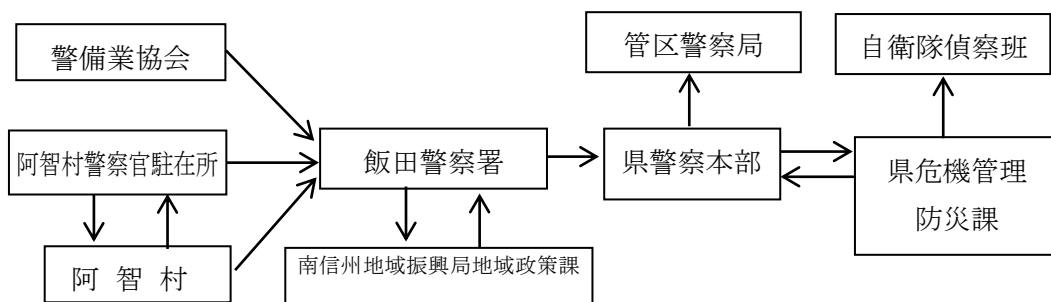 警備業協会
管区警察局
自衛隊偵察班
阿智村警察官駐在所
飯田警察署
県警察本部
県危機管理
防災課
阿智村
南信州地域振興局地域政策課